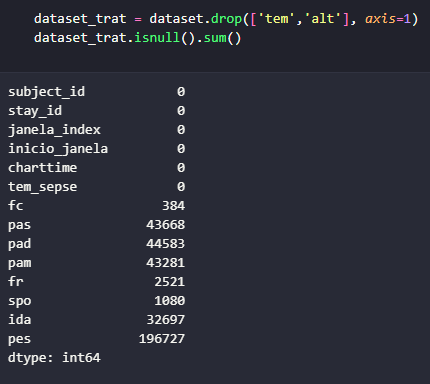 dataset_trat = dataset.drop(['tem','alt'], axis=1)
dataset_trat.isnull().sum()
subject_id 0
stay_id 0
janela_index 0
inicio_janela 0
charttime 0
tem_sepse 0
fc 384
pas 43668
pad 44583
pam 43281
fr 2521
spo 1080
ida 32697
pes 196727
dtype: int64